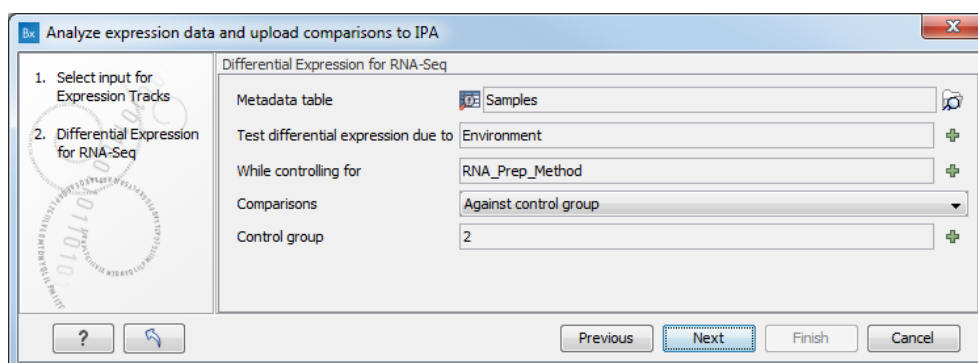 Bx Analyze expression data and upload comparisons to IPA
1. Select input for
Expression Tracks
2. Differential Expression
for RNA-Seq
Differential Expression for RNA-Seq
Metadata table Samples
Test differential expression due to Environment
While controlling for RNA_Prep_Method
Comparisons Against control group
Control group 2
? Previous Next Finish Cancel